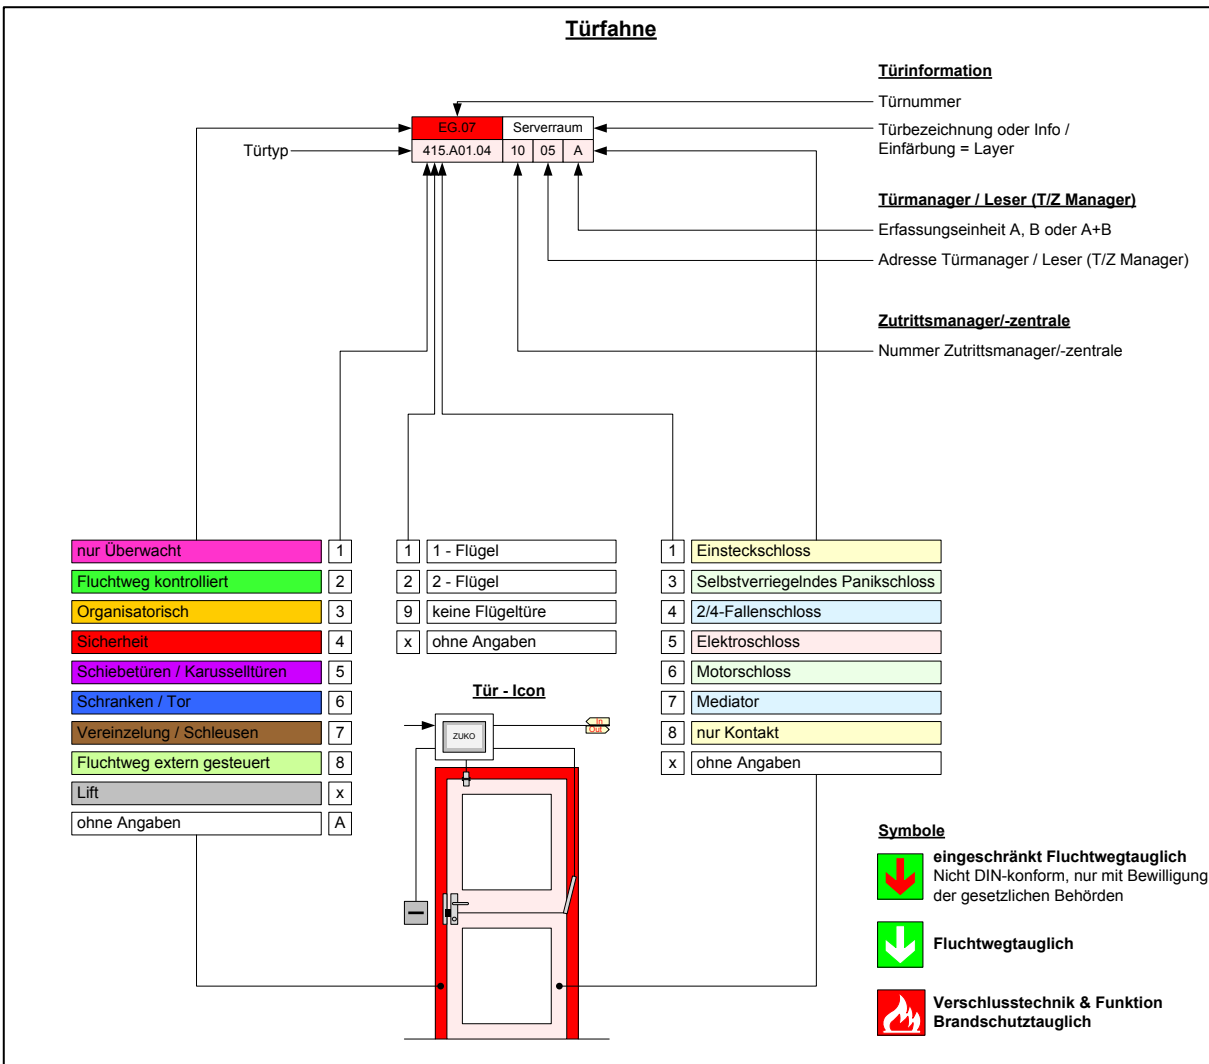 Türfahne
Türinformation
Türnummer
EG.07 Serverraum
Türbezeichnung oder Info /
Einfärbung = Layer
Türtyp
415.A01.04 10 05 A
Türmanager / Leser (T/Z Manager)
Erfassungseinheit A, B oder A+B
Adresse Türmanager / Leser (T/Z Manager)
Zutrittsmanager/-zentrale
Nummer Zutrittsmanager/-zentrale
nur Überwacht 1
Fluchtweg kontrolliert 2
Organisatorisch 3
Sicherheit 4
Schiebetüren / Karusselltüren 5
Schranken / Tor 6
Vereinzelung / Schleusen 7
Fluchtweg extern gesteuert 8
Lift x
ohne Angaben A
1 1 - Flügel
2 2 - Flügel
9 keine Flügeltüre
x ohne Angaben
1 Einsteckschloss
3 Selbstverriegelndes Panikschloss
4 2/4-Fallenschloss
5 Elektroschloss
6 Motorschloss
7 Mediator
8 nur Kontakt
x ohne Angaben
Tür - Icon
ZUKO
In
Out
Symbole
eingeschränkt Fluchtwegtauglich
Nicht DIN-konform, nur mit Bewilligung
der gesetzlichen Behörden
Fluchtwegtauglich
Verschlusstechnik & Funktion
Brandschutztauglich